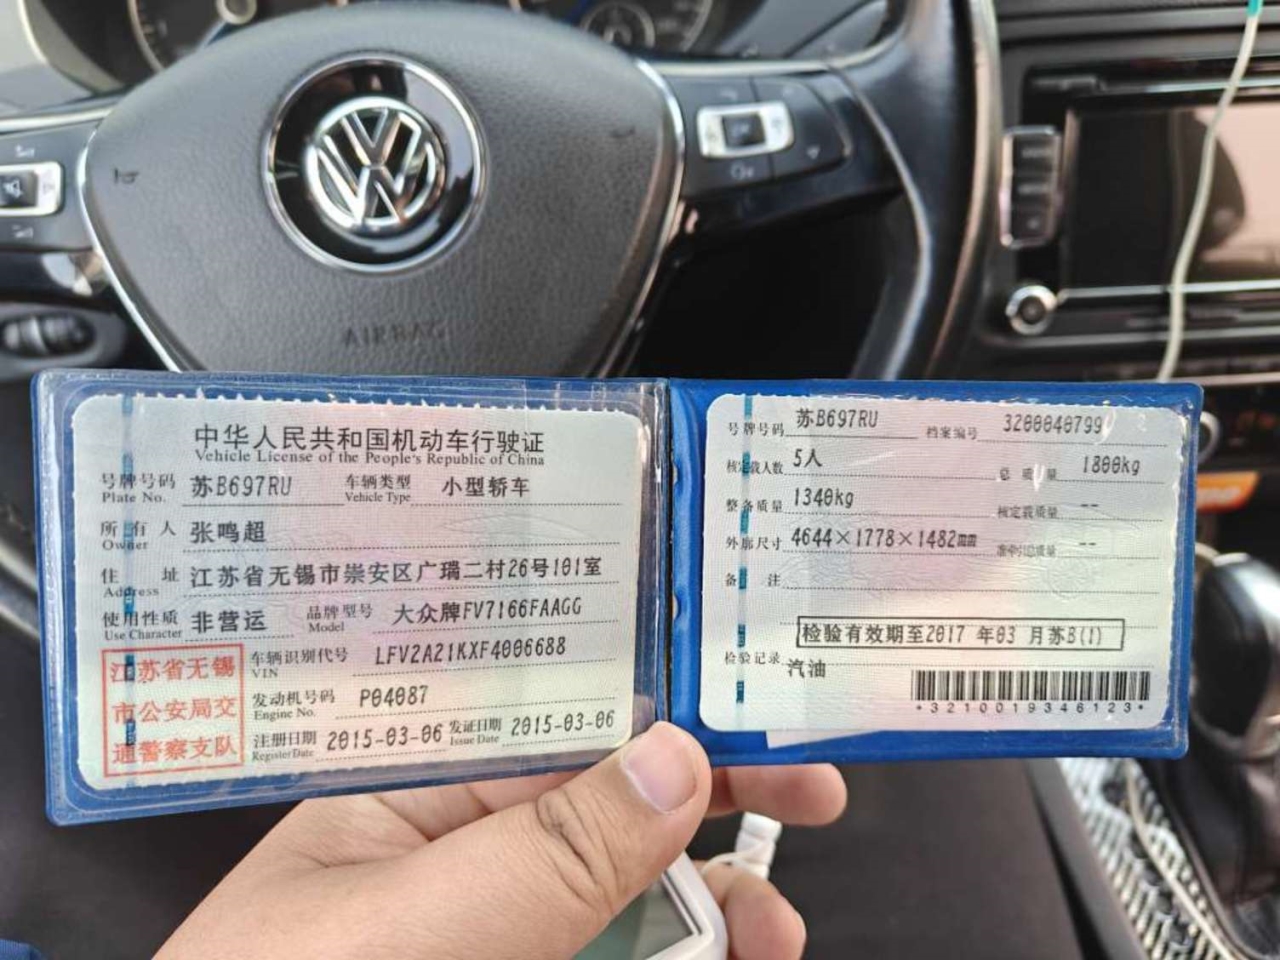 AIRBAG
中华人民共和国机动车行驶证
Vehicle License of the People's Republic of China
号牌号码 苏B697RU 车辆类型 小型轿车
Plate No. Vehicle Type
所有人 张鸣超
Owner
住址 江苏省无锡市崇安区广瑞二村26号101室
Address
使用性质 非营运 品牌型号 大众牌FV7166FAAGG
Use Character Model
江苏省无锡
市公安局交
通警察支队
车辆识别代号 LFV2A21KXF4006688
VIN
发动机号码 P04087
Engine No.
注册日期 2015-03-06 发证日期 2015-03-06
Register Date Issue Date
号牌号码 苏B697RU 档案编号 3200040799
核定载人数 5人 总质量 1800kg
整备质量 1340kg 核定载质量 --
外廓尺寸 4644×1778×1482mm 准牵引总质量 --
备注
检验有效期至2017 年03 月苏B(1)
检验记录 汽油
*3210019346123*